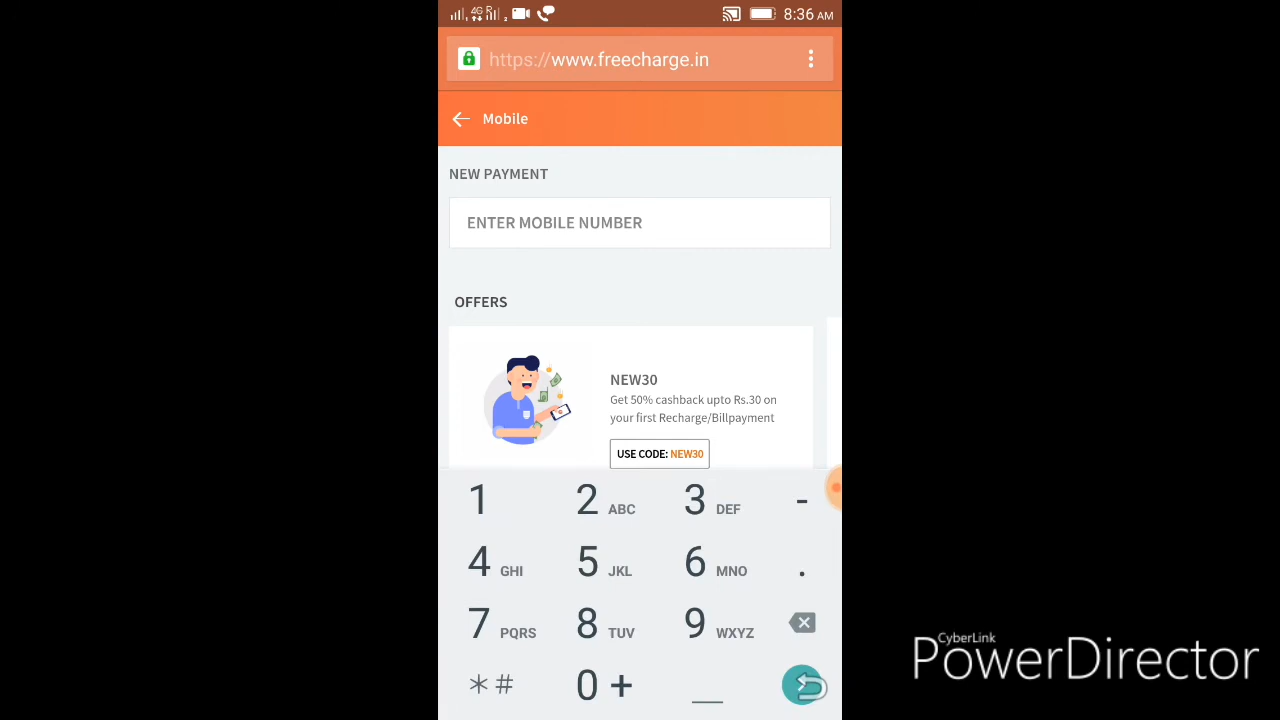 4G R 2 8:36 AM
https://www.freecharge.in
Mobile
NEW PAYMENT
ENTER MOBILE NUMBER
OFFERS
NEW30
Get 50% cashback upto Rs.30 on
your first Recharge/Billpayment
USE CODE: NEW30
1 2 ABC 3 DEF -
4 GHI 5 JKL 6 MNO .
7 PQRS 8 TUV 9 WXYZ
*# 0 + _
CyberLink
PowerDirector